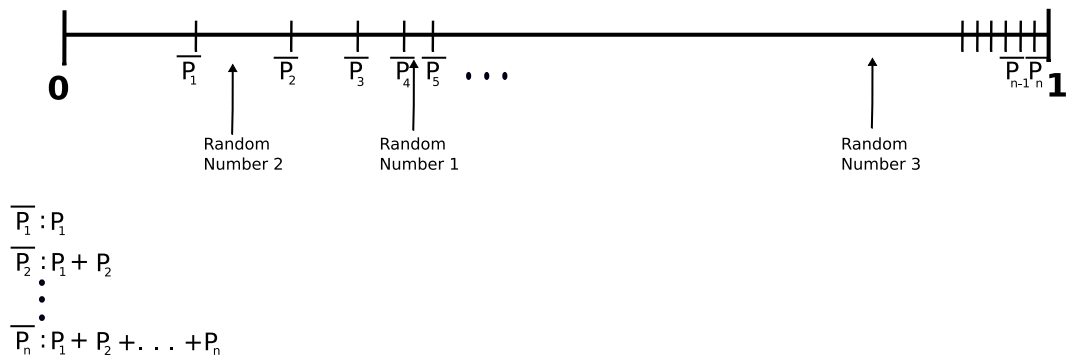 0 P̅₁ P̅₂ P̅₃ P̅₄ P̅₅ • • • P̅ₙ₋₁ P̅ₙ 1
Random
Number 2
Random
Number 1
Random
Number 3
P̅₁ : P₁
P̅₂ : P₁ + P₂
P̅ₙ : P₁ + P₂ + . . . + Pₙ